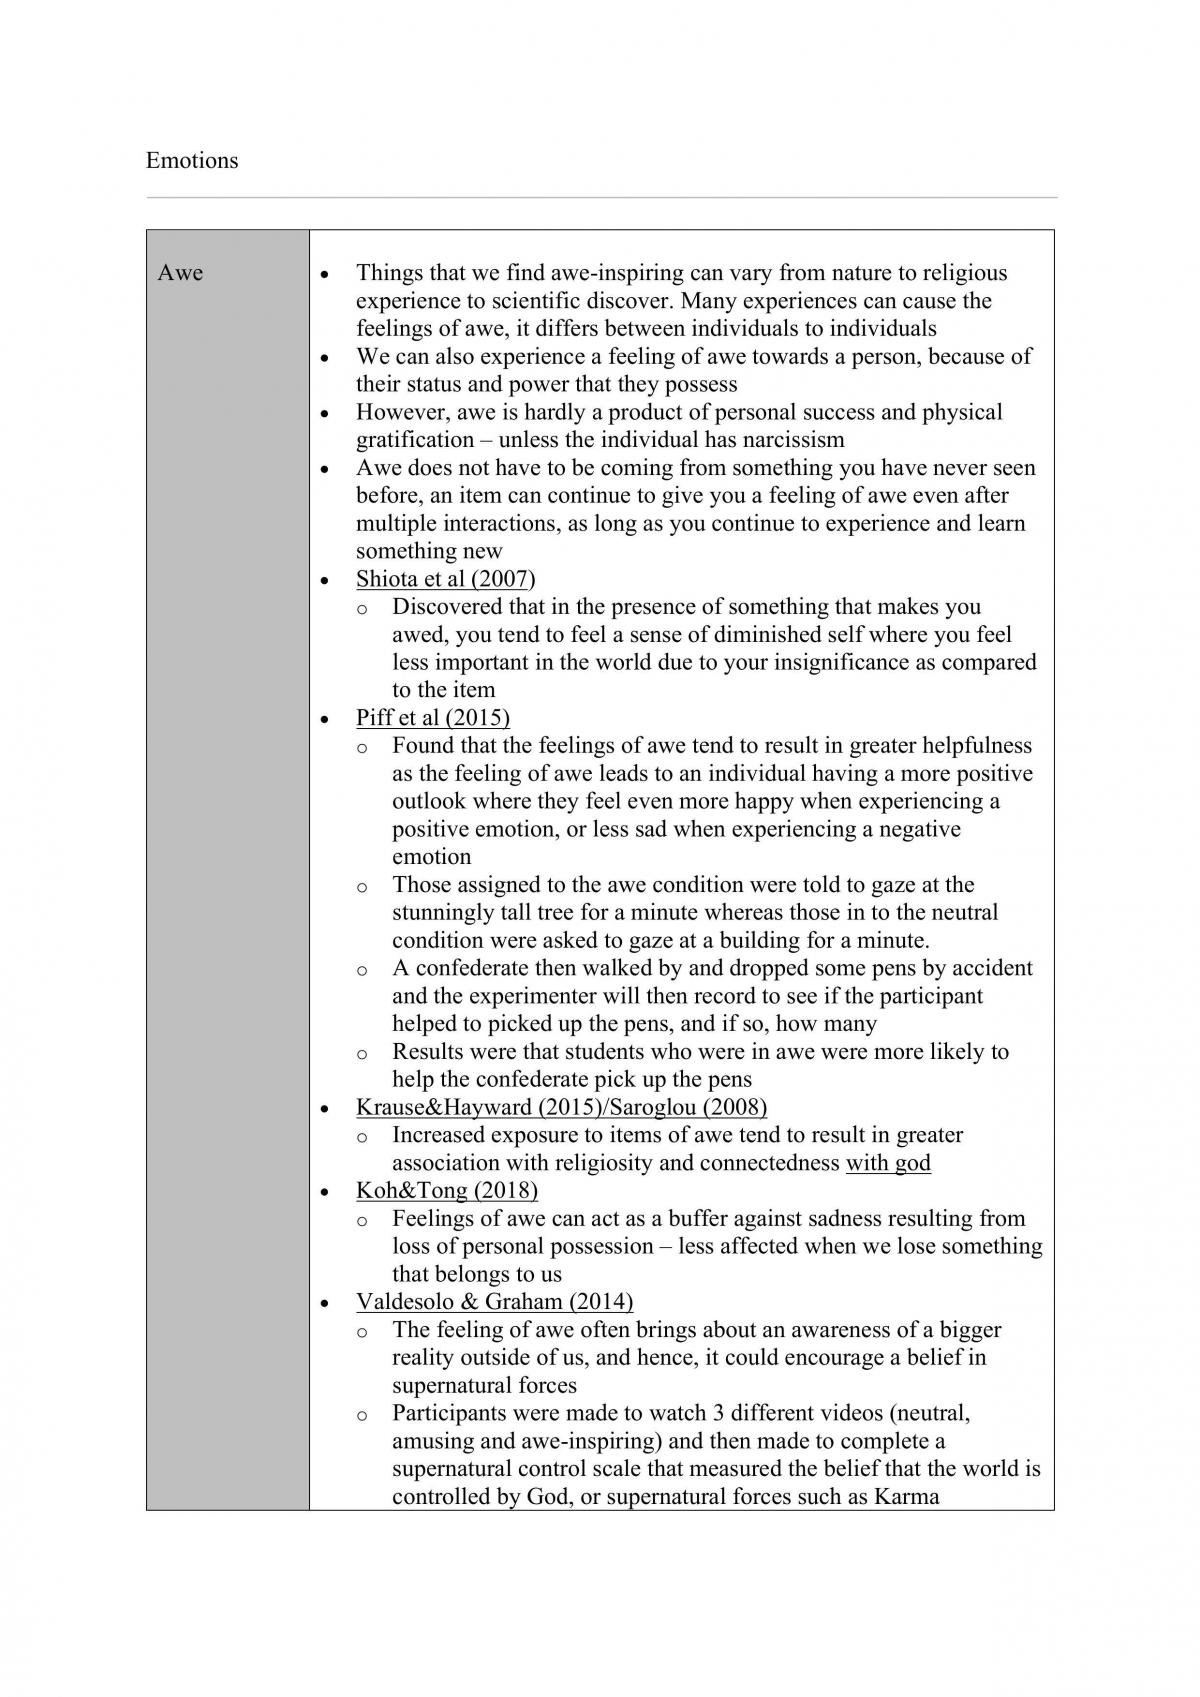 Emotions
Awe
• Things that we find awe-inspiring can vary from nature to religious
experience to scientific discover. Many experiences can cause the
feelings of awe, it differs between individuals to individuals
• We can also experience a feeling of awe towards a person, because of
their status and power that they possess
• However, awe is hardly a product of personal success and physical
gratification – unless the individual has narcissism
• Awe does not have to be coming from something you have never seen
before, an item can continue to give you a feeling of awe even after
multiple interactions, as long as you continue to experience and learn
something new
• Shiota et al (2007)
o Discovered that in the presence of something that makes you
awed, you tend to feel a sense of diminished self where you feel
less important in the world due to your insignificance as compared
to the item
• Piff et al (2015)
o Found that the feelings of awe tend to result in greater helpfulness
as the feeling of awe leads to an individual having a more positive
outlook where they feel even more happy when experiencing a
positive emotion, or less sad when experiencing a negative
emotion
o Those assigned to the awe condition were told to gaze at the
stunningly tall tree for a minute whereas those in to the neutral
condition were asked to gaze at a building for a minute.
o A confederate then walked by and dropped some pens by accident
and the experimenter will then record to see if the participant
helped to picked up the pens, and if so, how many
o Results were that students who were in awe were more likely to
help the confederate pick up the pens
• Krause&Hayward (2015)/Saroglou (2008)
o Increased exposure to items of awe tend to result in greater
association with religiosity and connectedness with god
• Koh&Tong (2018)
o Feelings of awe can act as a buffer against sadness resulting from
loss of personal possession – less affected when we lose something
that belongs to us
• Valdesolo & Graham (2014)
o The feeling of awe often brings about an awareness of a bigger
reality outside of us, and hence, it could encourage a belief in
supernatural forces
o Participants were made to watch 3 different videos (neutral,
amusing and awe-inspiring) and then made to complete a
supernatural control scale that measured the belief that the world is
controlled by God, or supernatural forces such as Karma